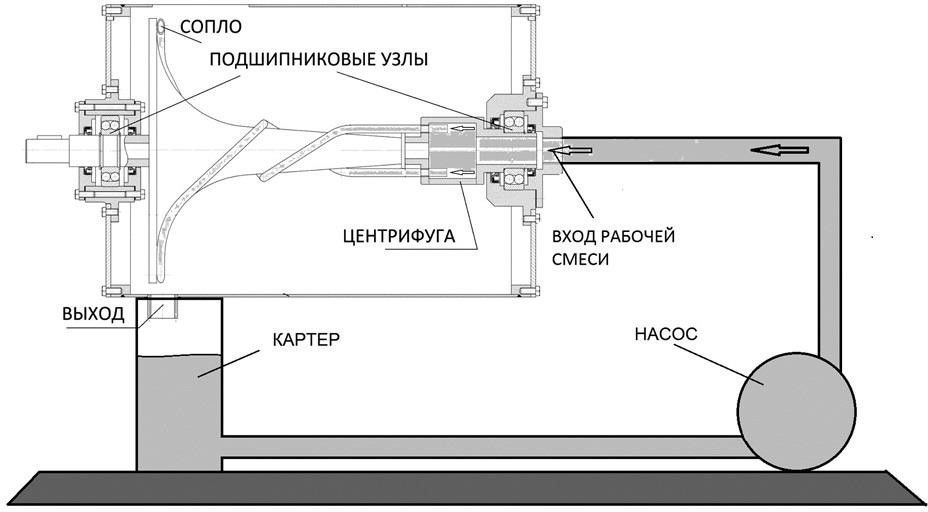 СОПЛО
ПОДШИПНИКОВЫЕ УЗЛЫ
ЦЕНТРИФУГА
ВХОД РАБОЧЕЙ
СМЕСИ
ВЫХОД
КАРТЕР
НАСОС